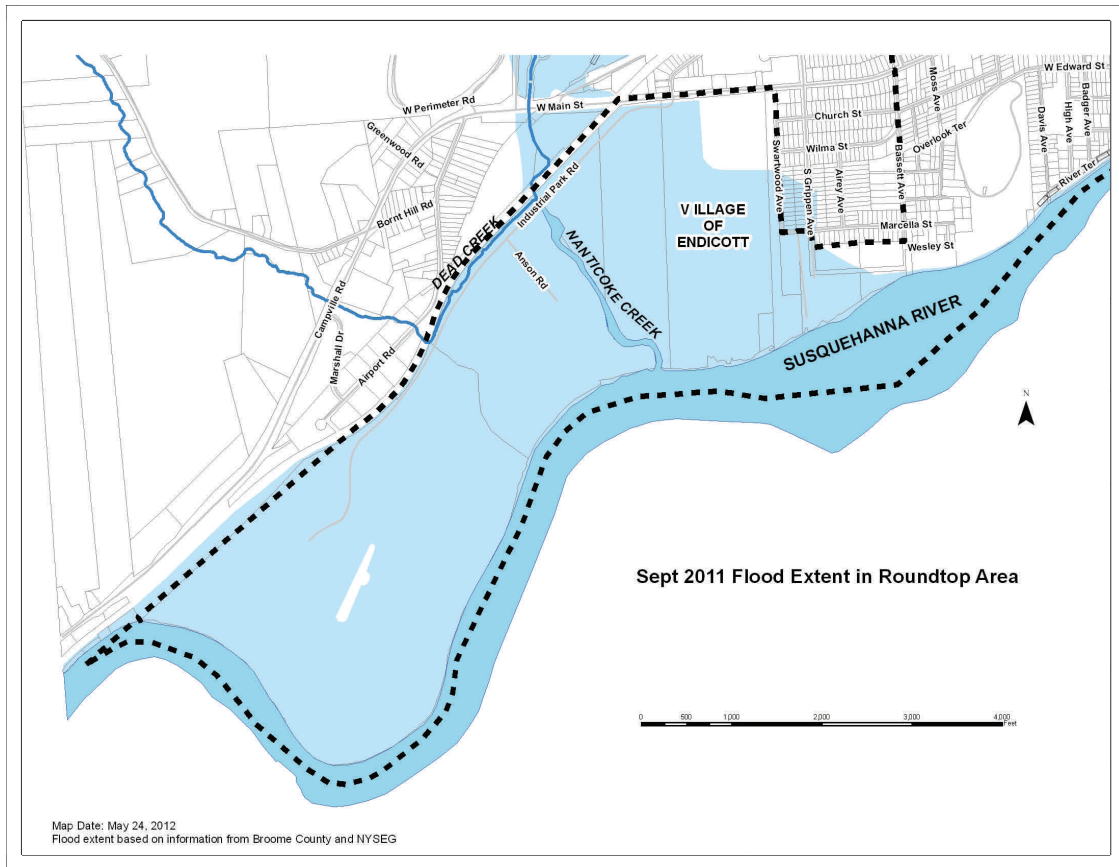 W Edward St
Moss Ave
Badger Ave
High Ave
Davis Ave
W Perimeter Rd
W Main St
Church St
Greenwood Rd
Wilma St
Overlook Ter
Bassett Ave
Swartwood Ave
S Grippen Ave
Airey Ave
River Ter
Bornt Hill Rd
Industrial Park Rd
V ILLAGE
OF
ENDICOTT
Marcella St
Wesley St
DEAD CREEK
Anson Rd
NANTICOKE CREEK
Campville Rd
Marshall Dr
Airport Rd
SUSQUEHANNA RIVER
N
Sept 2011 Flood Extent in Roundtop Area
0 500 1,000 2,000 3,000 4,000
Feet
Map Date: May 24, 2012
Flood extent based on information from Broome County and NYSEG